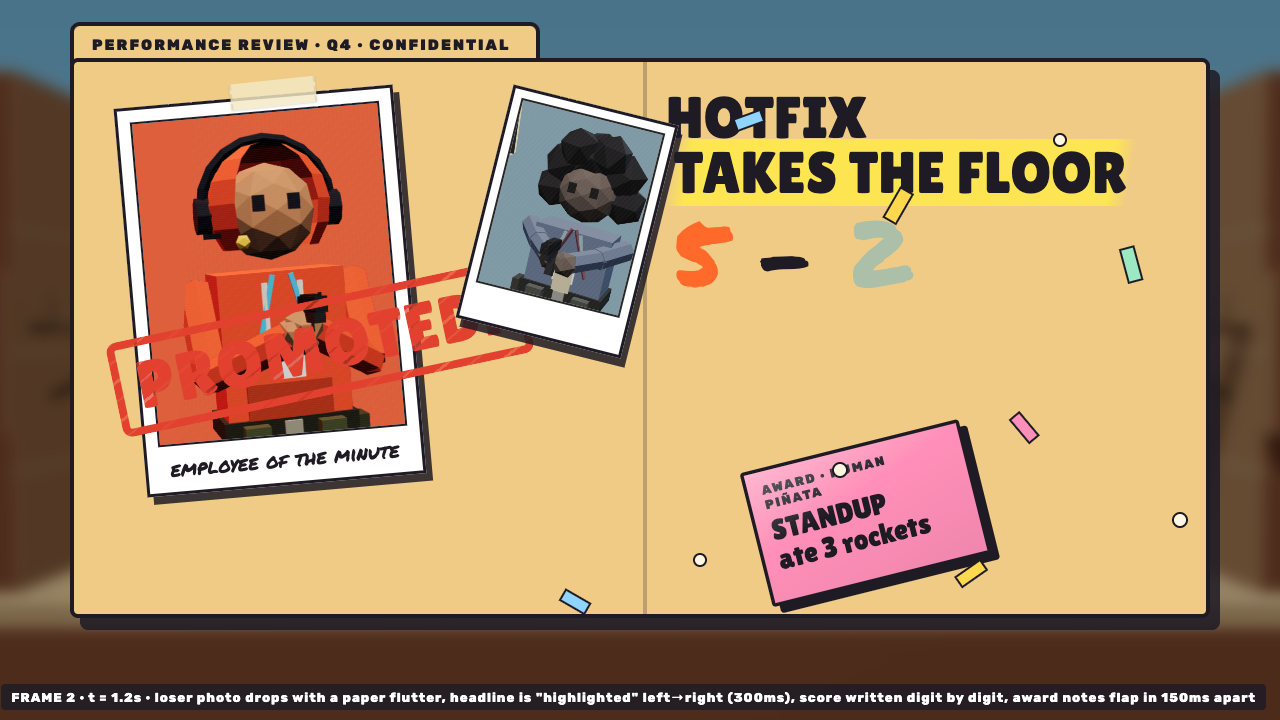 PERFORMANCE REVIEW • Q4 • CONFIDENTIAL
HOTFIX
TAKES THE FLOOR
5 - 2
PROMOTED
EMPLOYEE OF THE MINUTE
AWARD •
PIÑATA
STANDUP
ate 3 rockets
FRAME 2 • t = 1.2s • loser photo drops with a paper flutter, headline is "highlighted" left→right (300ms), score written digit by digit, award notes flap in 150ms apart